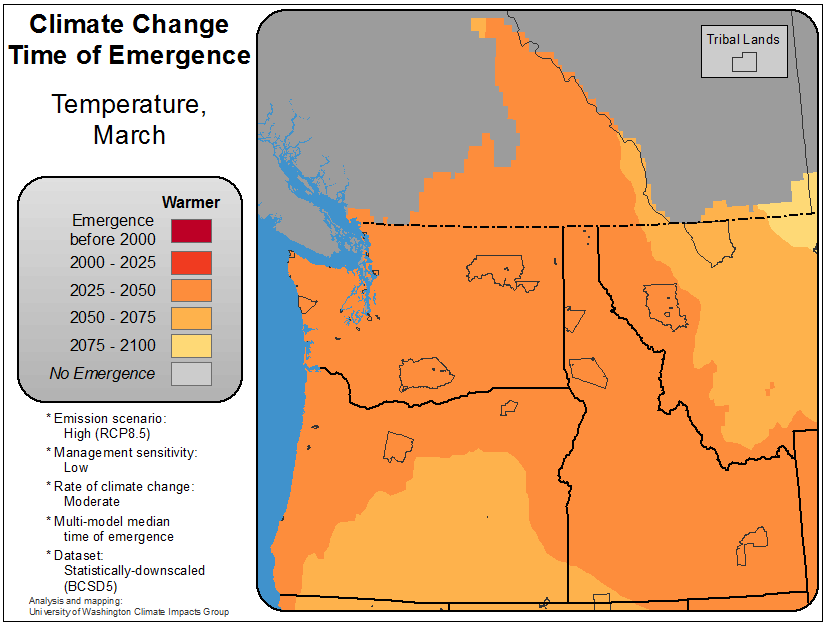 Climate Change
Time of Emergence
Temperature,
March
Warmer
Emergence
before 2000
2000 - 2025
2025 - 2050
2050 - 2075
2075 - 2100
No Emergence
* Emission scenario:
High (RCP8.5)
* Management sensitivity:
Low
* Rate of climate change:
Moderate
* Multi-model median
time of emergence
* Dataset:
Statistically-downscaled
(BCSD5)
Analysis and mapping:
University of Washington Climate Impacts Group
Tribal Lands